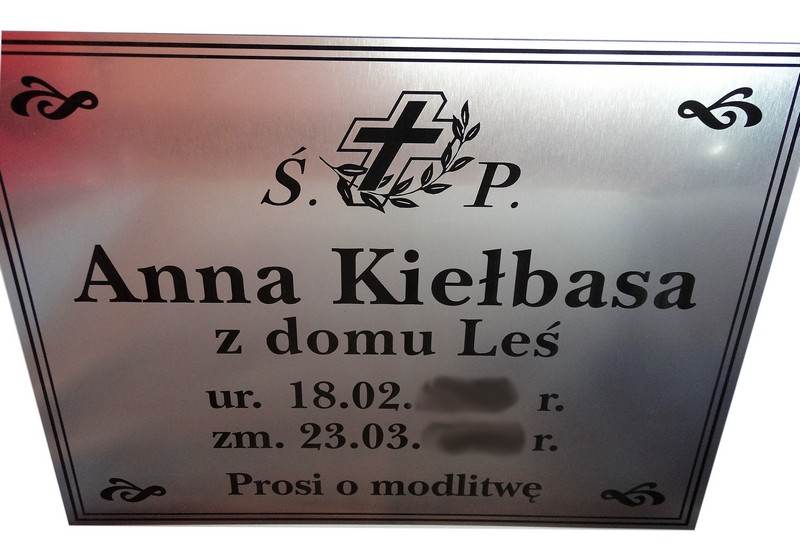 Ś. P.
Anna Kiełbasa
z domu Leś
ur. 18.02. r.
zm. 23.03. r.
Prosi o modlitwę